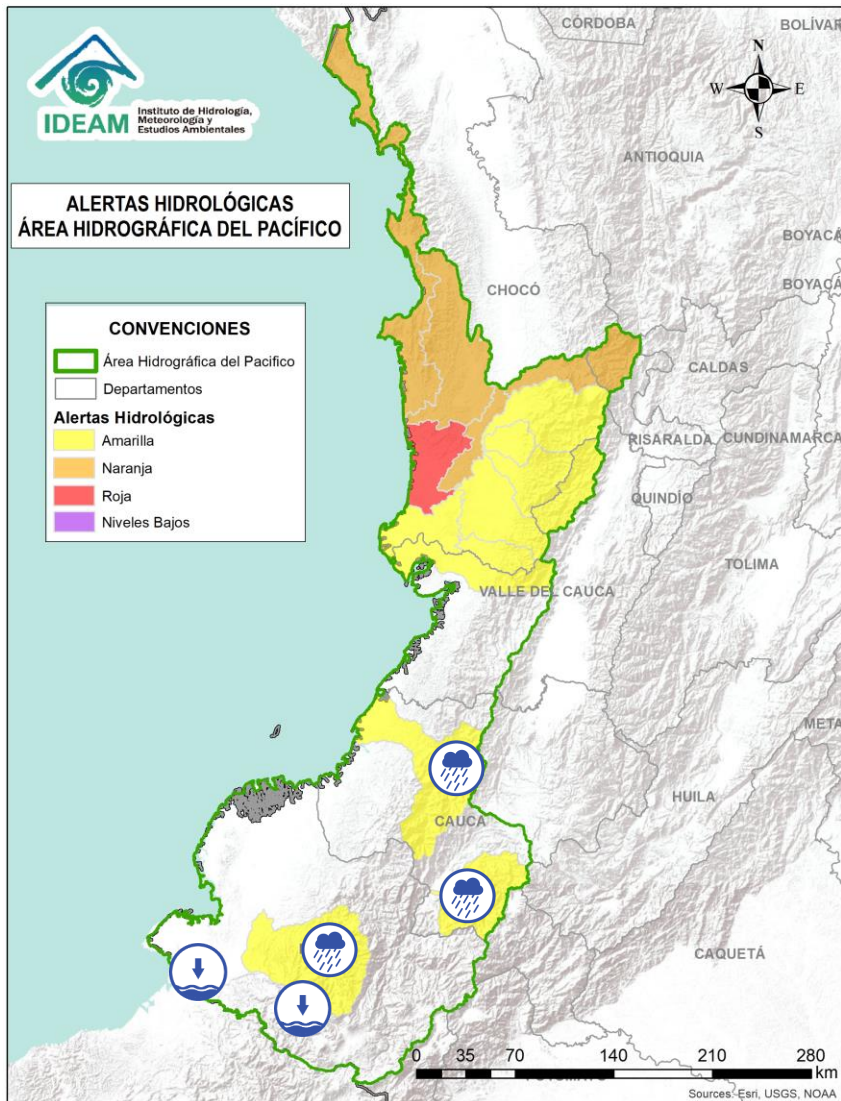 CÓRDOBA
BOLÍVAR
N
W E
S
IDEAM
Instituto de Hidrología,
Meteorología y
Estudios Ambientales
ANTIOQUIA
ALERTAS HIDROLÓGICAS
ÁREA HIDROGRÁFICA DEL PACÍFICO
BOYACÁ
BOYACÁ
CHOCÓ
CONVENCIONES
Área Hidrográfica del Pacifico
Departamentos
Alertas Hidrológicas
Amarilla
Naranja
Roja
Niveles Bajos
CALDAS
RISARALDA
CUNDINAMARCA
QUINDÍO
TOLIMA
VALLE DEL CAUCA
META
HUILA
CAUCA
CAQUETÁ
0 35 70 140 210 280
km
Sources: Esri, USGS, NOAA